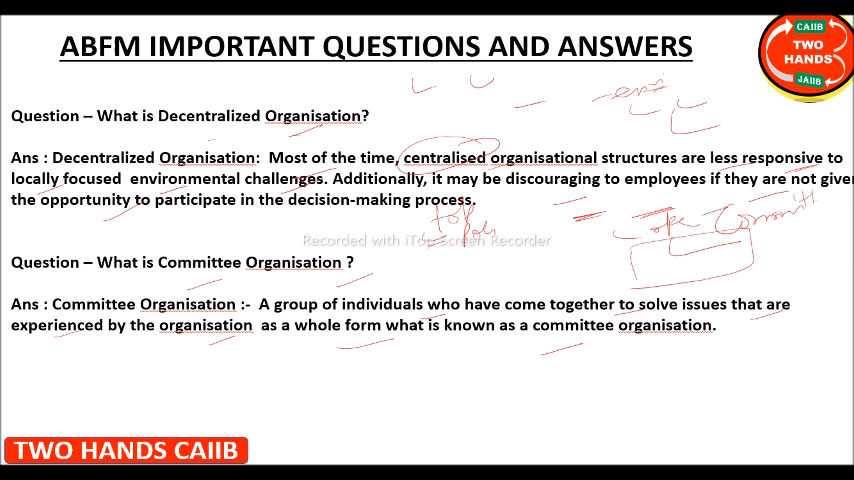 ABFM IMPORTANT QUESTIONS AND ANSWERS
CAIIB
TWO
HANDS
JAIIB
Question – What is Decentralized Organisation?
Ans : Decentralized Organisation: Most of the time, centralised organisational structures are less responsive to
locally focused environmental challenges. Additionally, it may be discouraging to employees if they are not given
the opportunity to participate in the decision-making process.
top
Recorded with iTop Screen Recorder
Question – What is Committee Organisation ?
Ans : Committee Organisation :- A group of individuals who have come together to solve issues that are
experienced by the organisation as a whole form what is known as a committee organisation.
TWO HANDS CAIIB